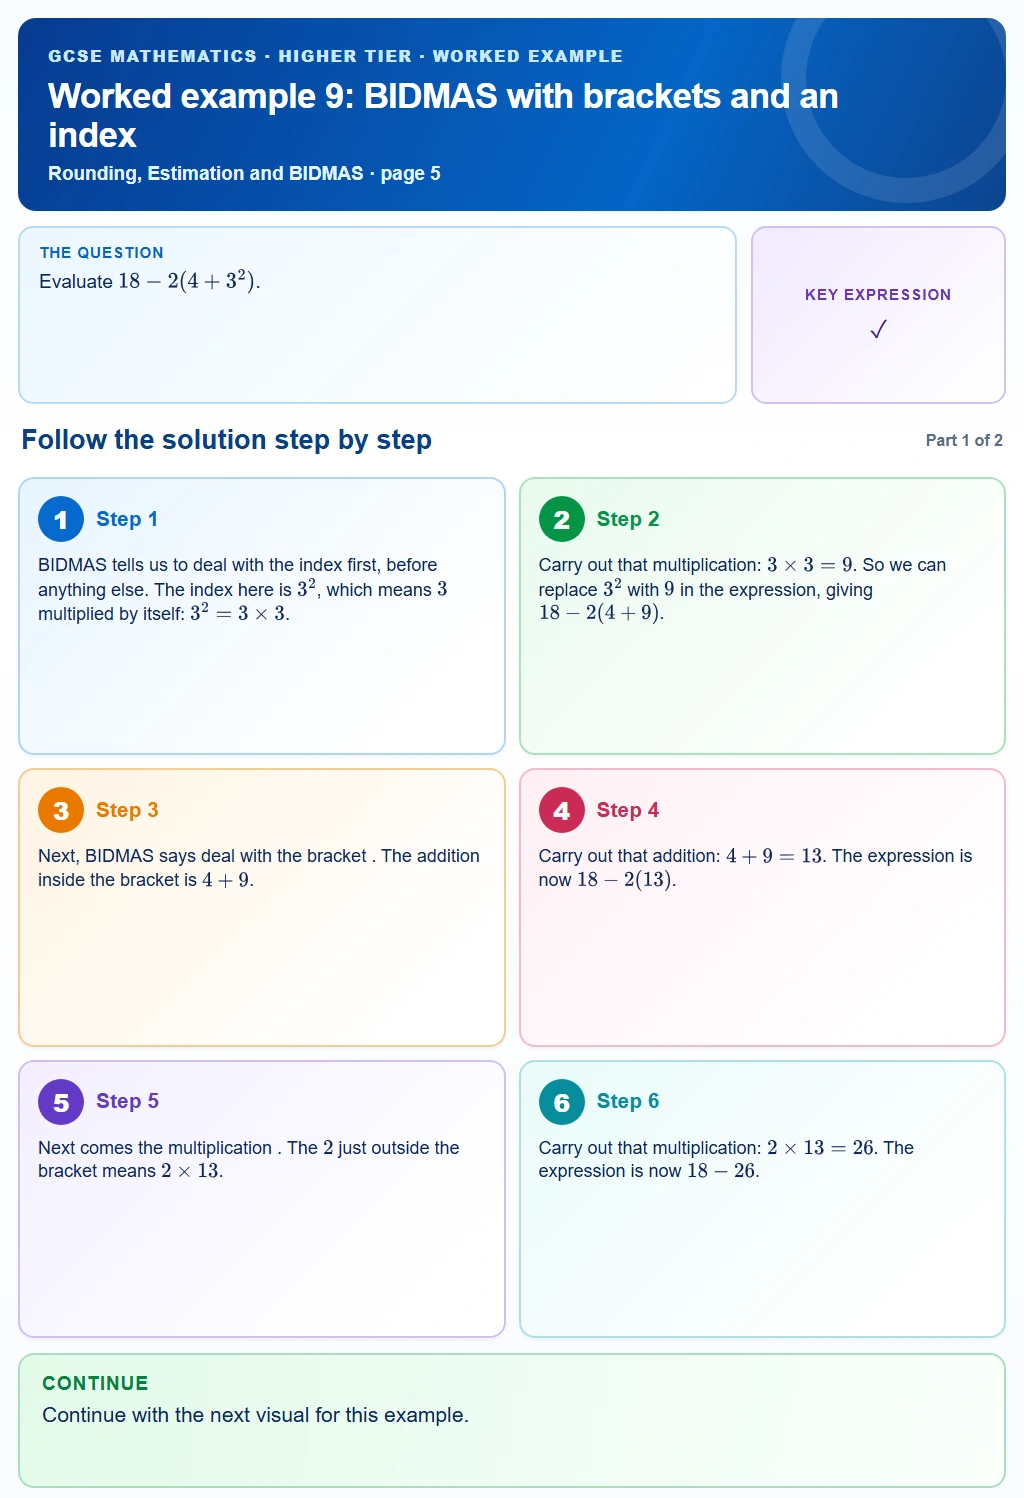 GCSE MATHEMATICS · HIGHER TIER · WORKED EXAMPLE
Worked example 9: BIDMAS with brackets and an
index
Rounding, Estimation and BIDMAS · page 5
THE QUESTION
Evaluate 18 − 2(4 + 3²).
KEY EXPRESSION
✓
Follow the solution step by step
Part 1 of 2
1 Step 1
BIDMAS tells us to deal with the index first, before
anything else. The index here is 3², which means 3
multiplied by itself: 3² = 3 × 3.
2 Step 2
Carry out that multiplication: 3 × 3 = 9. So we can
replace 3² with 9 in the expression, giving
18 − 2(4 + 9).
3 Step 3
Next, BIDMAS says deal with the bracket . The addition
inside the bracket is 4 + 9.
4 Step 4
Carry out that addition: 4 + 9 = 13. The expression is
now 18 − 2(13).
5 Step 5
Next comes the multiplication . The 2 just outside the
bracket means 2 × 13.
6 Step 6
Carry out that multiplication: 2 × 13 = 26. The
expression is now 18 − 26.
CONTINUE
Continue with the next visual for this example.